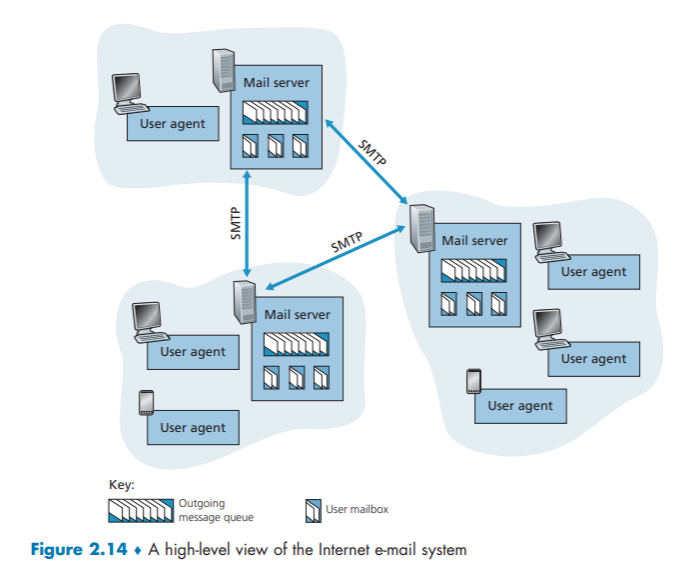 Mail server
User agent
SMTP
SMTP
SMTP
Mail server
User agent
Mail server
User agent
User agent
User agent
User agent
Key:
Outgoing
message queue
User mailbox
Figure 2.14 ♦ A high-level view of the Internet e-mail system